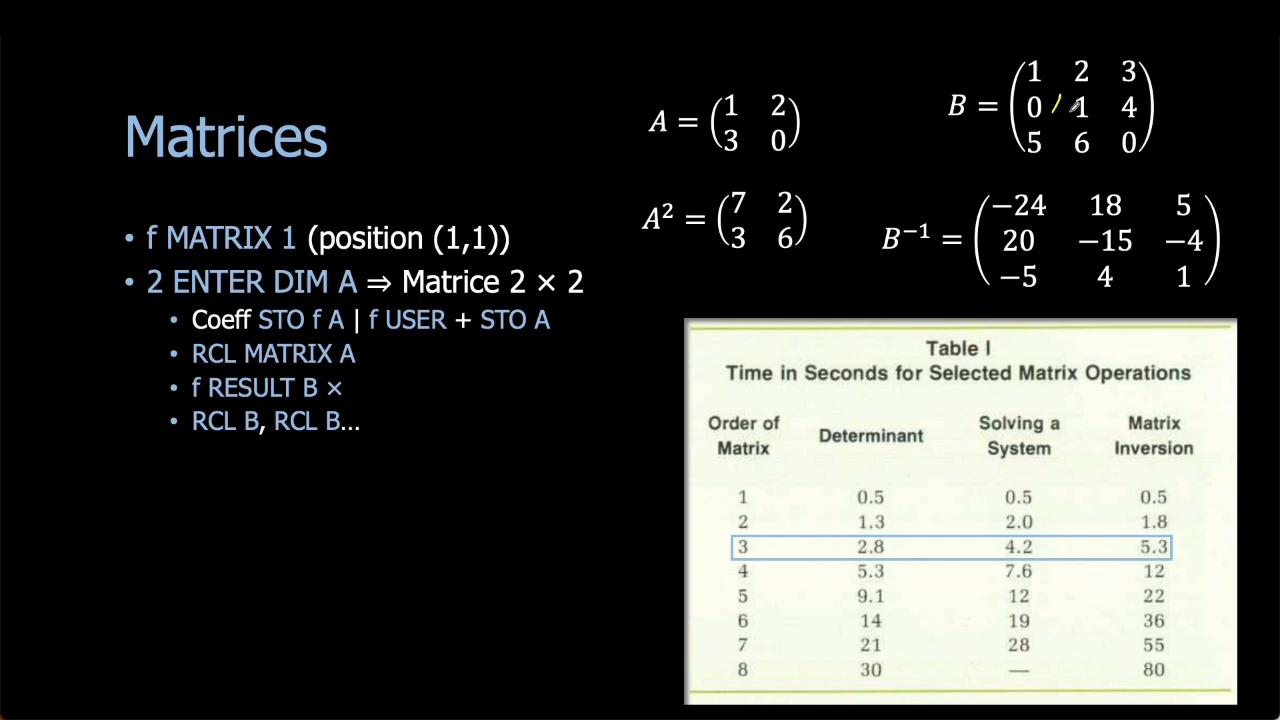 Matrices
• f MATRIX 1 (position (1,1))
• 2 ENTER DIM A ⇒ Matrice 2 × 2
• Coeff STO f A | f USER + STO A
• RCL MATRIX A
• f RESULT B ×
• RCL B, RCL B…
A = (1 2
3 0)
B = (1 2 3
0 1 4
5 6 0)
A² = (7 2
3 6)
B⁻¹ = (−24 18 5
20 −15 −4
−5 4 1)
Table I
Time in Seconds for Selected Matrix Operations
Order of Matrix Determinant Solving a System Matrix Inversion
1 0.5 0.5 0.5
2 1.3 2.0 1.8
3 2.8 4.2 5.3
4 5.3 7.6 12
5 9.1 12 22
6 14 19 36
7 21 28 55
8 30 — 80